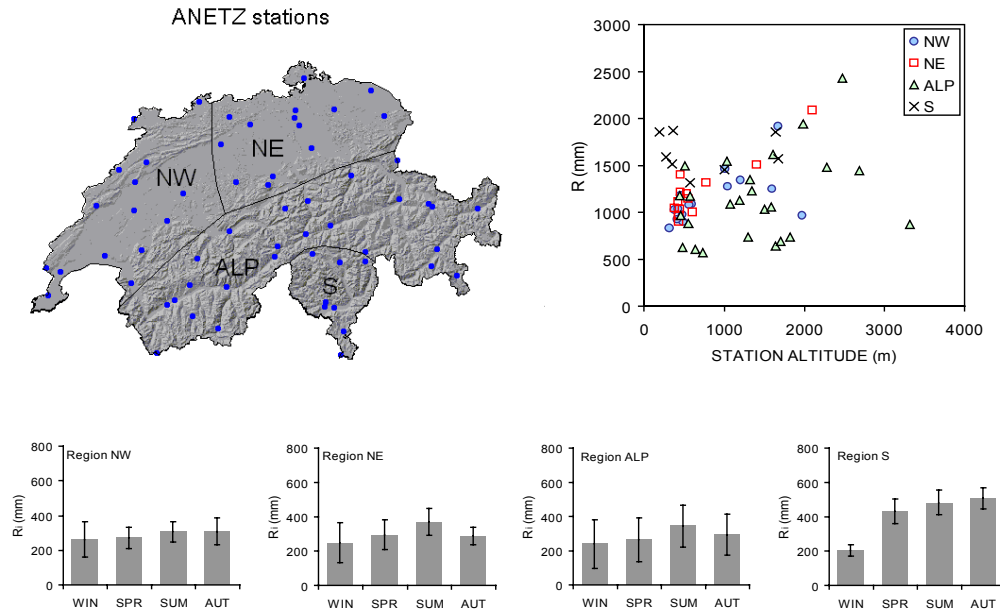 ANETZ stations
NW
NE
ALP
S
R (mm)
3000
2500
2000
1500
1000
500
0
0 1000 2000 3000 4000
STATION ALTITUDE (m)
NW
NE
ALP
S
Region NW
Ri (mm)
800
600
400
200
0
WIN SPR SUM AUT
Region NE
Ri (mm)
800
600
400
200
0
WIN SPR SUM AUT
Region ALP
Ri (mm)
800
600
400
200
0
WIN SPR SUM AUT
Region S
Ri (mm)
800
600
400
200
0
WIN SPR SUM AUT